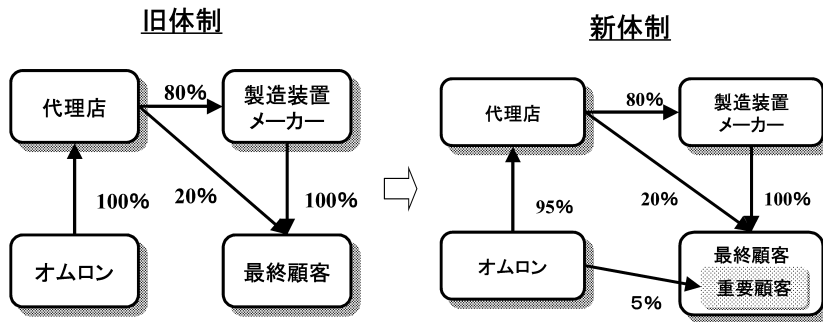 旧体制
代理店
80%
製造装置
メーカー
100%
20%
100%
オムロン
最終顧客
新体制
代理店
80%
製造装置
メーカー
95%
20%
100%
オムロン
最終顧客
重要顧客
5%